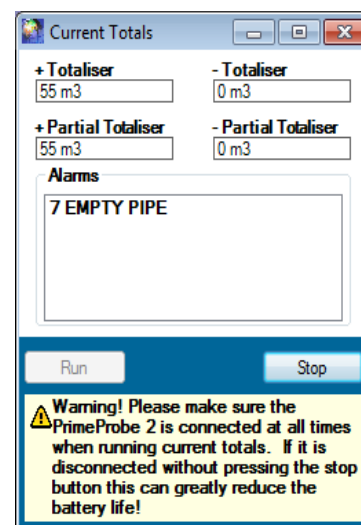 Current Totals
+ Totaliser - Totaliser
55 m3 0 m3
+ Partial Totaliser - Partial Totaliser
55 m3 0 m3
Alarms
7 EMPTY PIPE
Run Stop
Warning! Please make sure the
PrimeProbe 2 is connected at all times
when running current totals. If it is
disconnected without pressing the stop
button this can greatly reduce the
battery life!